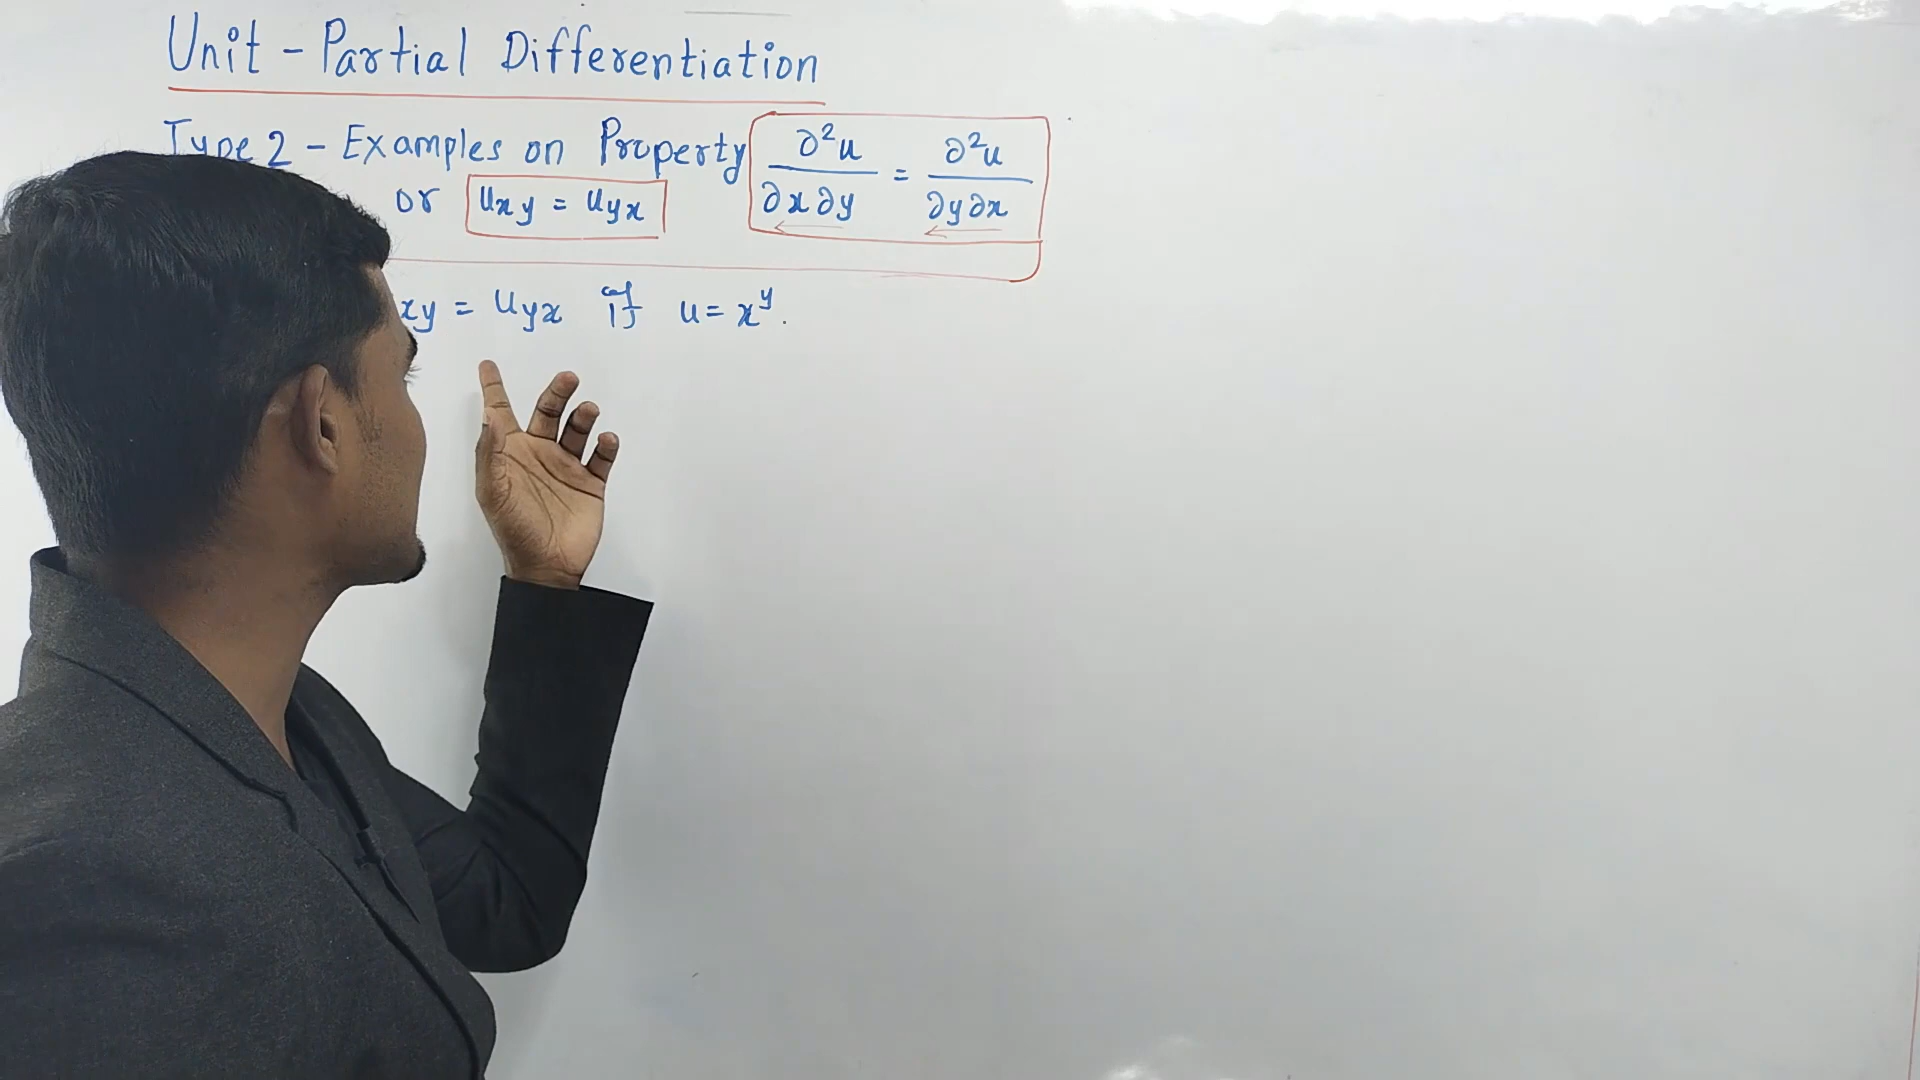 Unit - Partial Differentiation
Type 2 - Examples on Property ∂²u/∂x∂y = ∂²u/∂y∂x
or uxy = uyx
xy = uyx if u = x^y.